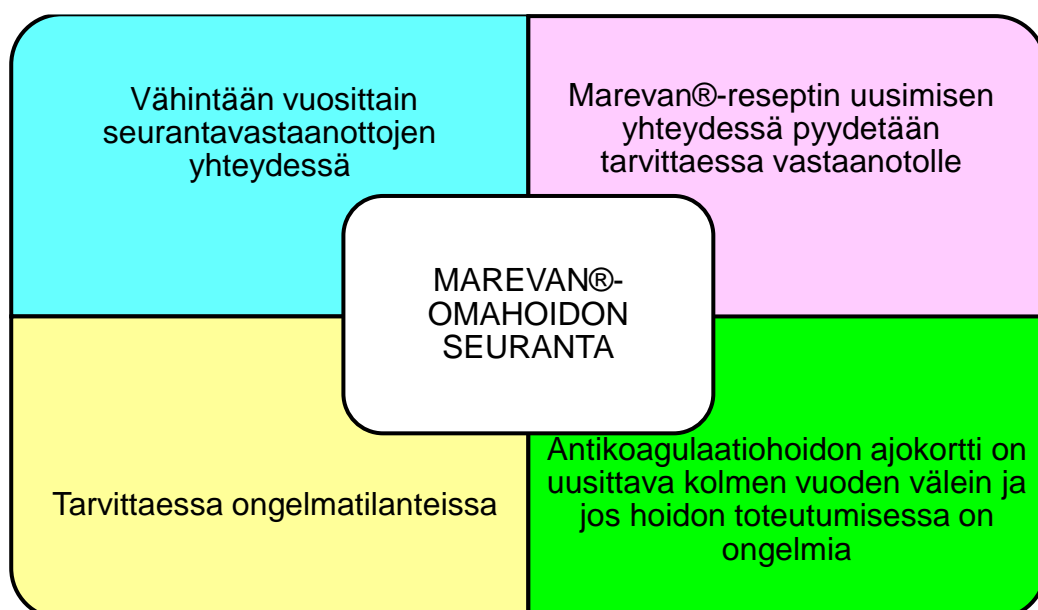 Vähintään vuosittain
seurantavastaanottojen
yhteydessä
Marevan®-reseptin uusimisen
yhteydessä pyydetään
tarvittaessa vastaanotolle
MAREVAN®-
OMAHOIDON
SEURANTA
Tarvittaessa ongelmatilanteissa
Antikoagulaatiohoidon ajokortti on
uusittava kolmen vuoden välein ja
jos hoidon toteutumisessa on
ongelmia